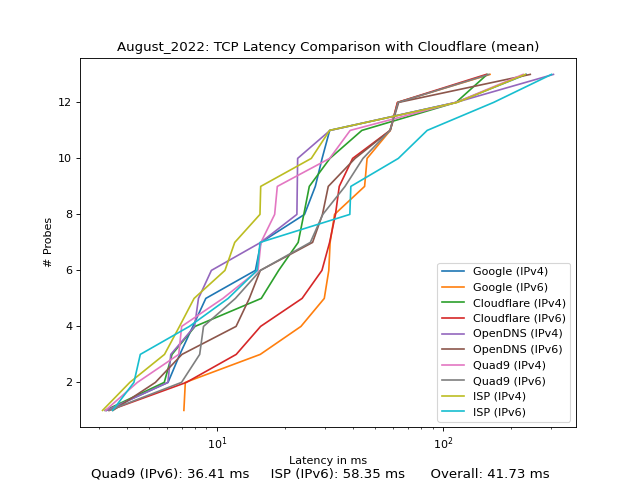 August_2022: TCP Latency Comparison with Cloudflare (mean)
# Probes
12
10
8
6
4
2
Google (IPv4)
Google (IPv6)
Cloudflare (IPv4)
Cloudflare (IPv6)
OpenDNS (IPv4)
OpenDNS (IPv6)
Quad9 (IPv4)
Quad9 (IPv6)
ISP (IPv4)
ISP (IPv6)
10¹ 10²
Latency in ms
Quad9 (IPv6): 36.41 ms ISP (IPv6): 58.35 ms Overall: 41.73 ms